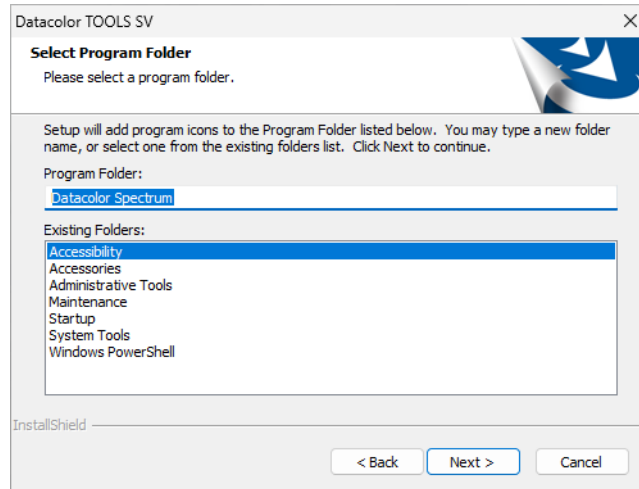 Datacolor TOOLS SV
Select Program Folder
Please select a program folder.
Setup will add program icons to the Program Folder listed below.  You may type a new folder
name, or select one from the existing folders list.  Click Next to continue.
Program Folder:
Datacolor Spectrum
Existing Folders:
Accessibility
Accessories
Administrative Tools
Maintenance
Startup
System Tools
Windows PowerShell
InstallShield
< Back Next > Cancel